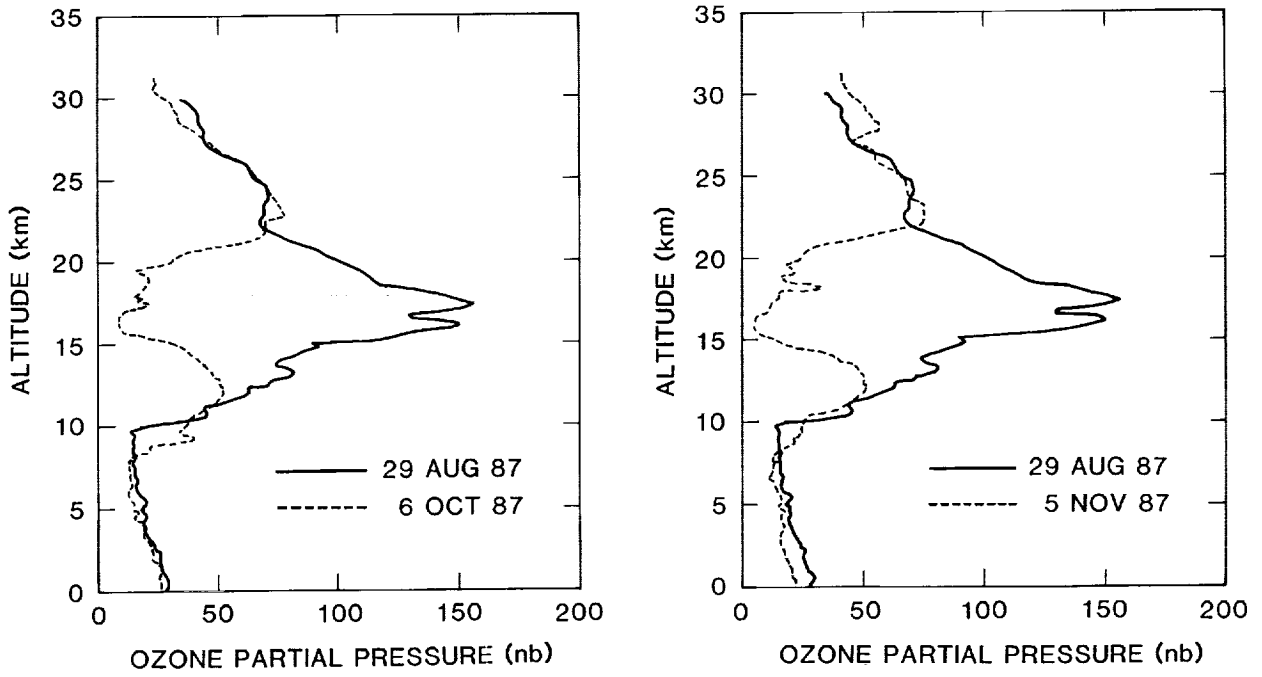 35
30
25
20
15
10
5
0
ALTITUDE (km)
29 AUG 87
6 OCT 87
0 50 100 150 200
OZONE PARTIAL PRESSURE (nb)
35
30
25
20
15
10
5
0
ALTITUDE (km)
29 AUG 87
5 NOV 87
0 50 100 150 200
OZONE PARTIAL PRESSURE (nb)